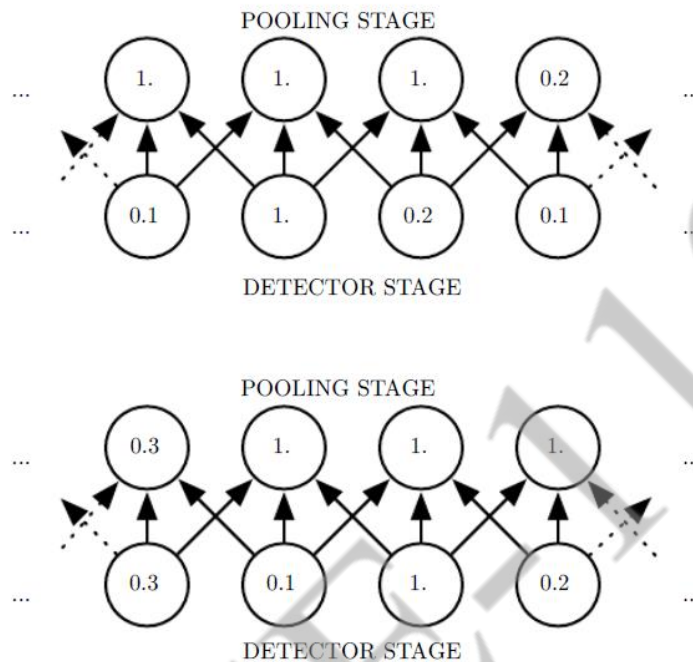 POOLING STAGE
... 1. 1. 1. 0.2 ...
... 0.1 1. 0.2 0.1 ...
DETECTOR STAGE
POOLING STAGE
... 0.3 1. 1. 1. ...
... 0.3 0.1 1. 0.2 ...
DETECTOR STAGE